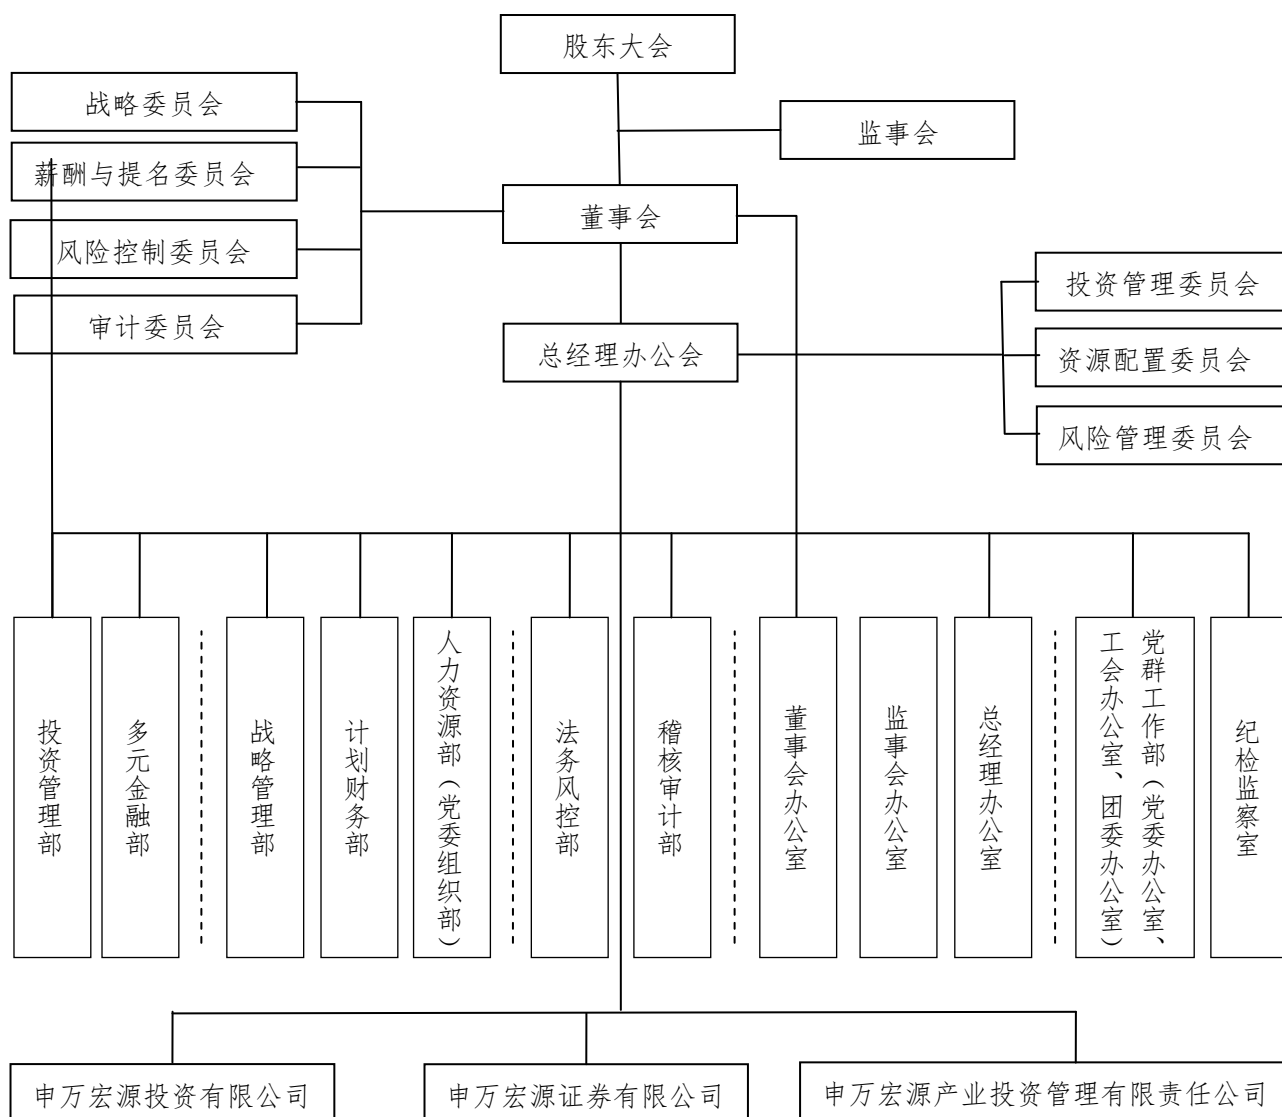 股东大会
战略委员会
监事会
薪酬与提名委员会
董事会
风险控制委员会
投资管理委员会
审计委员会
总经理办公会
资源配置委员会
风险管理委员会
投资管理部
多元金融部
战略管理部
计划财务部
人力资源部（党委组织部）
法务风控部
稽核审计部
董事会办公室
监事会办公室
总经理办公室
党群工作部（党委办公室、
工会办公室、团委办公室）
纪检监察室
申万宏源投资有限公司
申万宏源证券有限公司
申万宏源产业投资管理有限责任公司